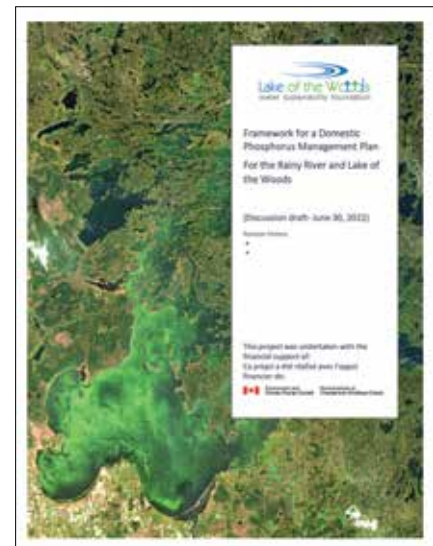 Lake of the Woods
water sustainability foundation
Framework for a Domestic
Phosphorus Management Plan
For the Rainy River and Lake of
the Woods
(Discussion draft- June 30, 2022)
This project was undertaken with the
financial support of:
Ce projet a été réalisé avec l'appui
financier de: